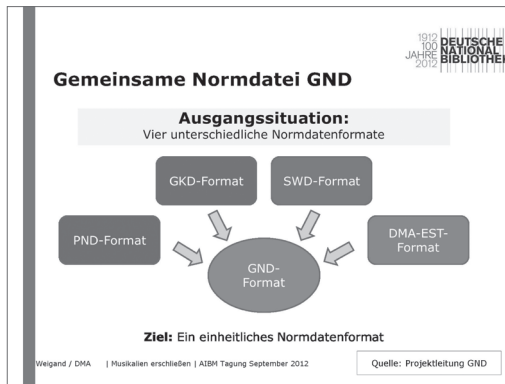 1912
100
JAHRE
2012
DEUTSCHE
NATIONAL
BIBLIOTHE
Gemeinsame Normdatei GND
Ausgangssituation:
Vier unterschiedliche Normdatenformate
GKD-Format
SWD-Format
PND-Format
DMA-EST-
Format
GND-
Format
Ziel: Ein einheitliches Normdatenformat
Weigand / DMA | Musikalien erschließen | AIBM Tagung September 2012
Quelle: Projektleitung GND